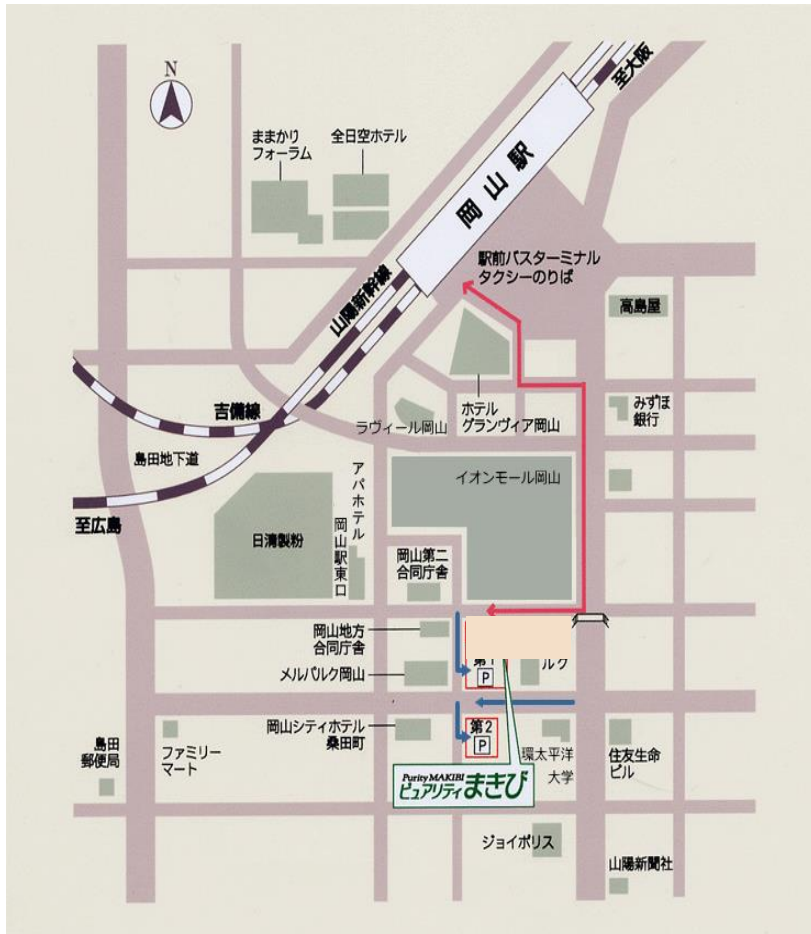 N
至大阪
ままかり
フォーラム
全日空ホテル
岡山駅
駅前バスターミナル
タクシーのりば
山陽新幹線
高島屋
吉備線
ホテル
グランヴィア岡山
みずほ
銀行
ラヴィール岡山
島田地下道
至広島
アパホテル
岡山駅東口
イオンモール岡山
日清製粉
岡山第二
合同庁舎
岡山地方
合同庁舎
メルパルク岡山
P
岡山シティホテル
桑田町
第2
P
島田
郵便局
ファミリー
マート
環太平洋
大学
住友生命
ビル
Purity MAKIBI
ピュアリティまきび
ジョイポリス
山陽新聞社